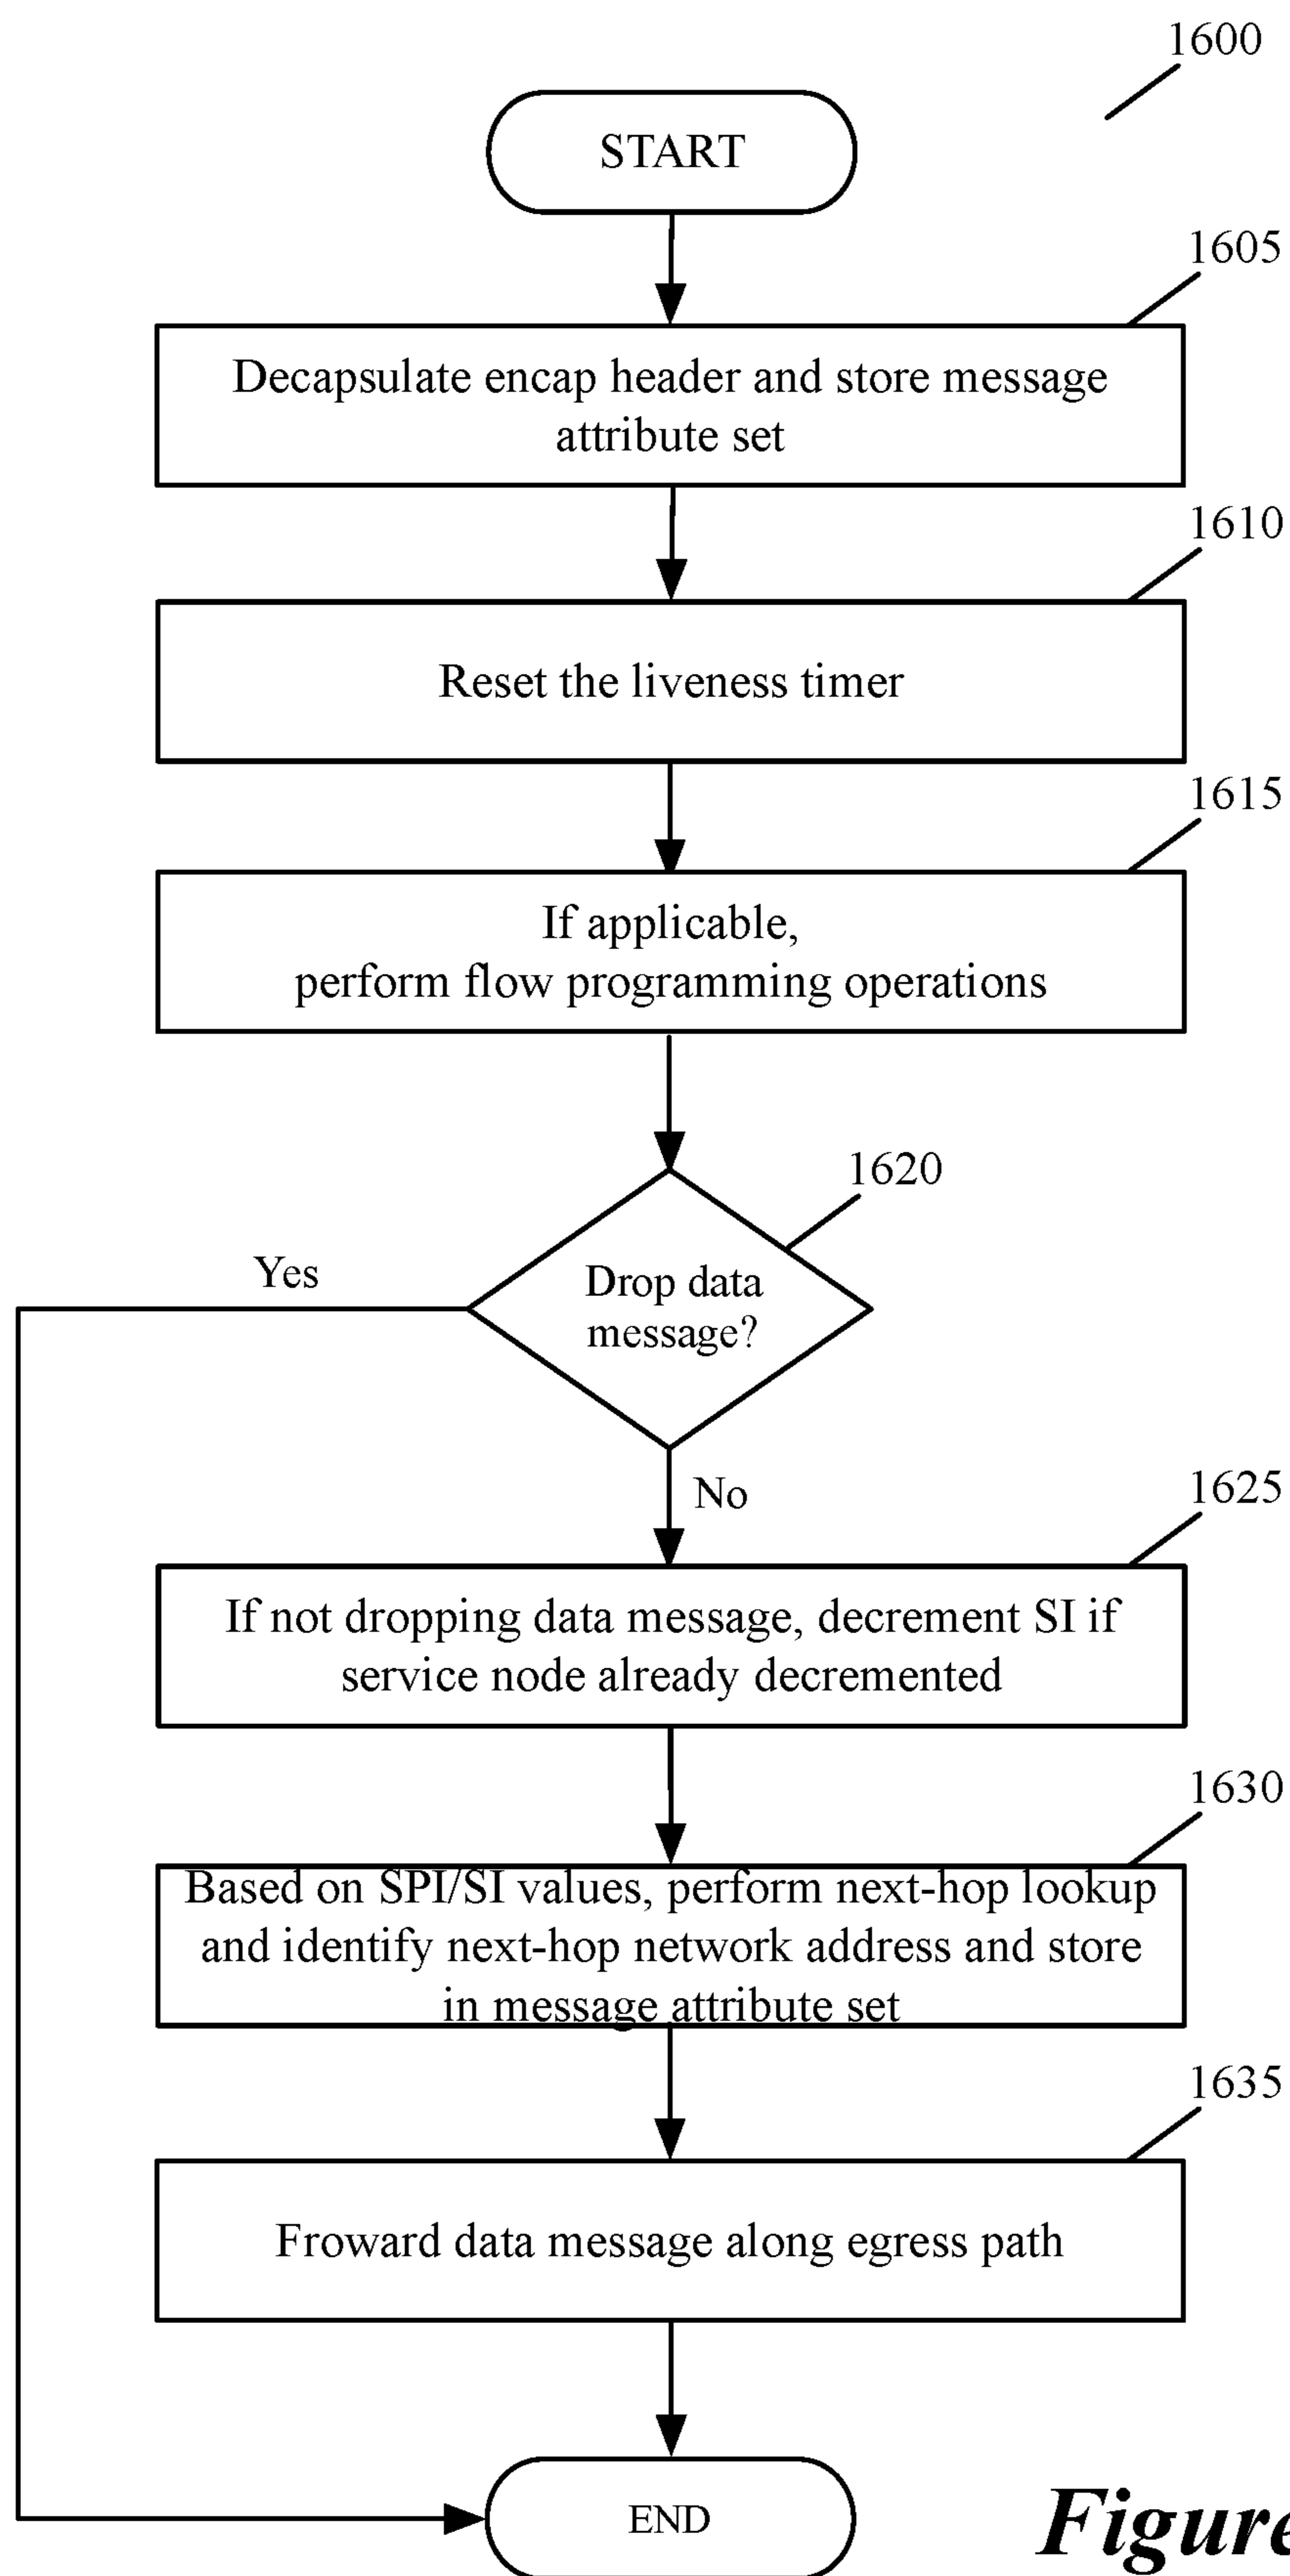 1600
START
1605
Decapsulate encap header and store message
attribute set
1610
Reset the liveness timer
1615
If applicable,
perform flow programming operations
1620
Drop data
message?
Yes
No
1625
If not dropping data message, decrement SI if
service node already decremented
1630
Based on SPI/SI values, perform next-hop lookup
and identify next-hop network address and store
in message attribute set
1635
Froward data message along egress path
END
Figure